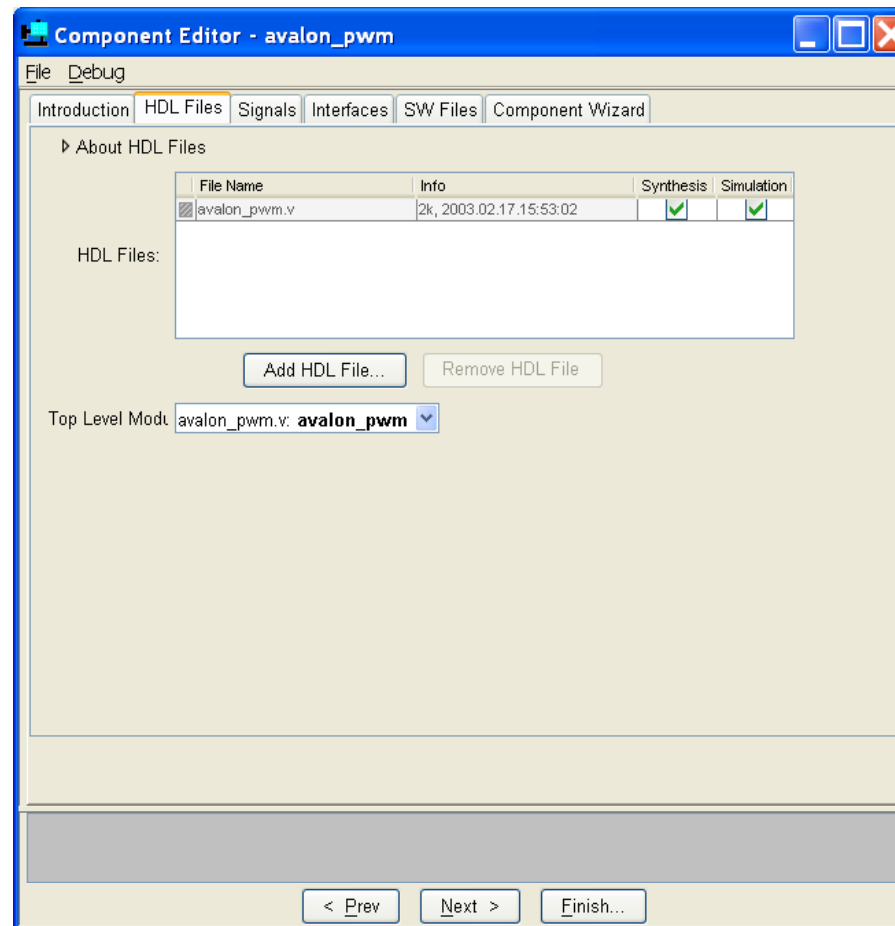 Component Editor - avalon_pwm
File Debug
Introduction HDL Files Signals Interfaces SW Files Component Wizard
About HDL Files
File Name Info Synthesis Simulation
avalon_pwm.v 2k, 2003.02.17.15:53:02
HDL Files:
Add HDL File... Remove HDL File
Top Level Modu avalon_pwm.v: avalon_pwm
< Prev Next > Finish...